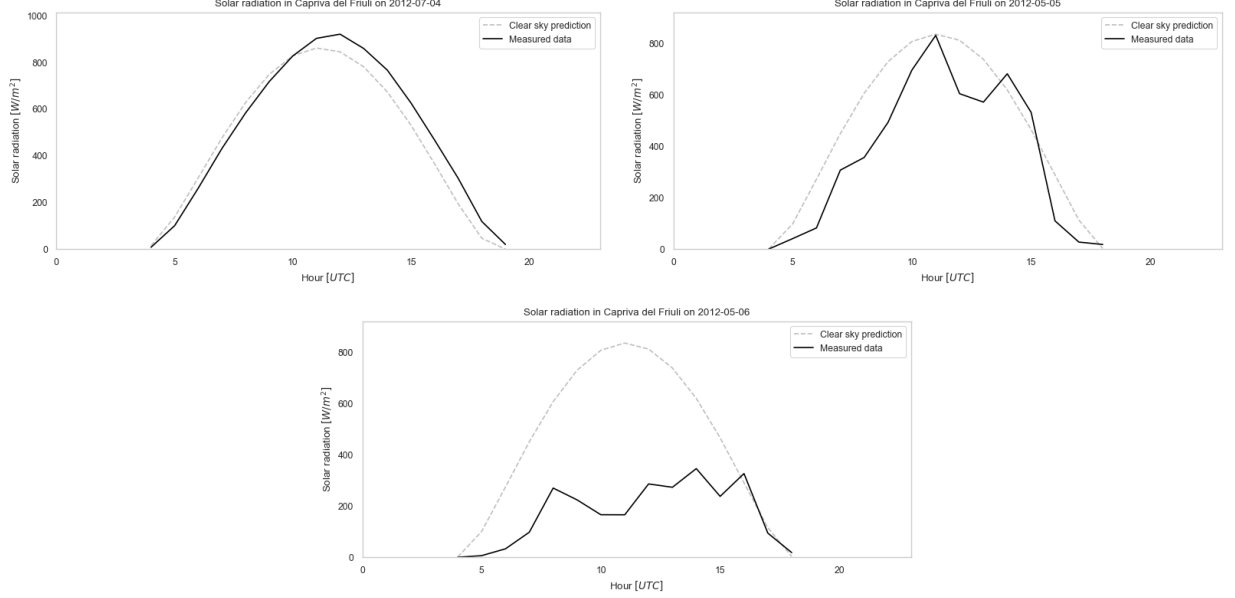 Solar radiation in Capriva del Friuli on 2012-07-04
Clear sky prediction
Measured data
Solar radiation [W/m²]
1000
800
600
400
200
0
0 5 10 15 20
Hour [UTC]
Solar radiation in Capriva del Friuli on 2012-05-05
Clear sky prediction
Measured data
Solar radiation [W/m²]
800
600
400
200
0
0 5 10 15 20
Hour [UTC]
Solar radiation in Capriva del Friuli on 2012-05-06
Clear sky prediction
Measured data
Solar radiation [W/m²]
800
600
400
200
0
0 5 10 15 20
Hour [UTC]